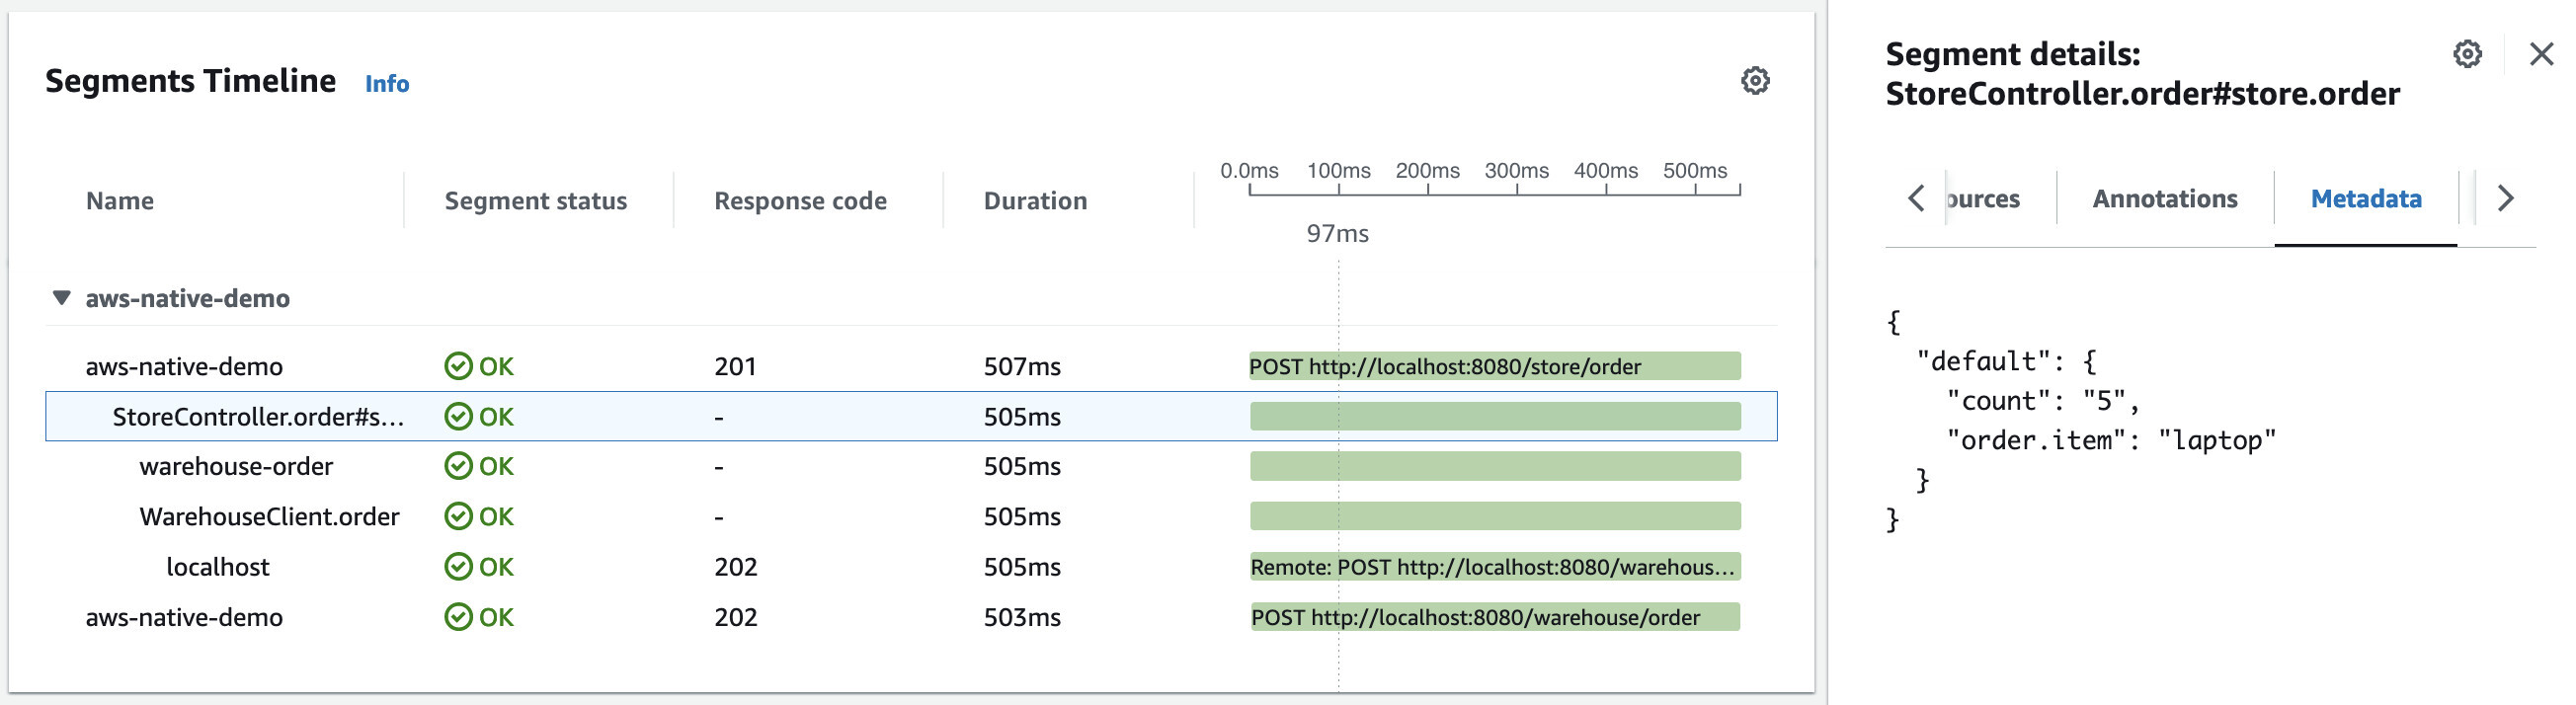 Segments Timeline Info
0.0ms 100ms 200ms 300ms 400ms 500ms
Name Segment status Response code Duration
97ms
aws-native-demo
aws-native-demo OK 201 507ms POST http://localhost:8080/store/order
StoreController.order#s... OK - 505ms
warehouse-order OK - 505ms
WarehouseClient.order OK - 505ms
localhost OK 202 505ms Remote: POST http://localhost:8080/warehous...
aws-native-demo OK 202 503ms POST http://localhost:8080/warehouse/order
Segment details:
StoreController.order#store.order
ources Annotations Metadata
{
"default": {
"count": "5",
"order.item": "laptop"
}
}